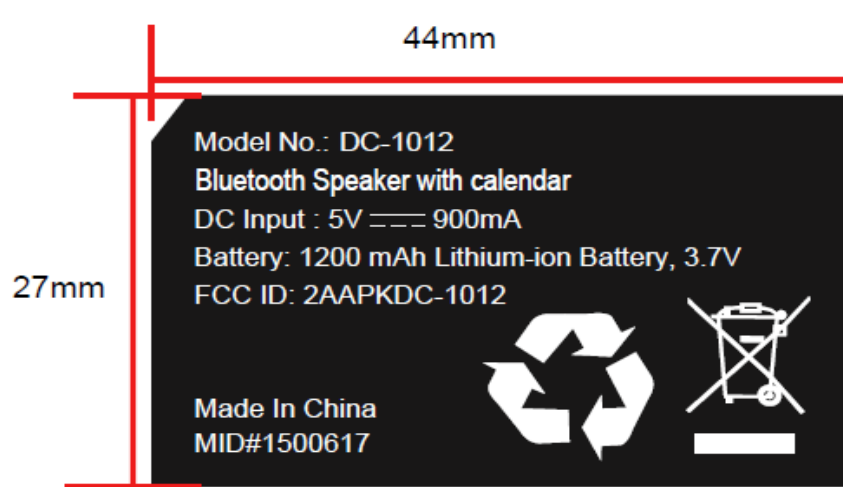 44mm
Model No.: DC-1012
Bluetooth Speaker with calendar
DC Input : 5V ⎓ 900mA
Battery: 1200 mAh Lithium-ion Battery, 3.7V
27mm
FCC ID: 2AAPKDC-1012
Made In China
MID#1500617